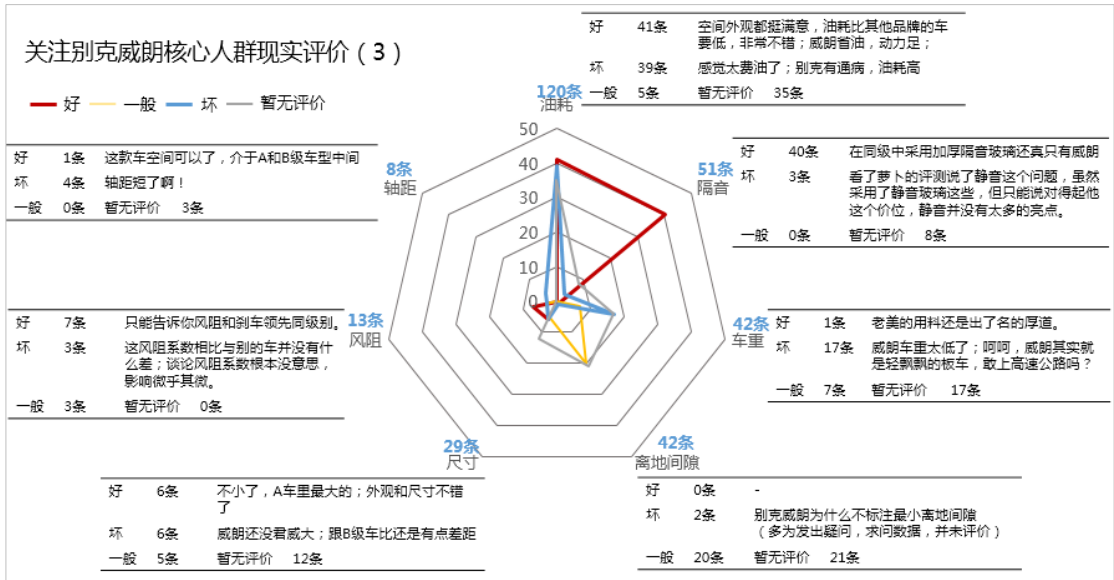 关注别克威朗核心人群现实评价（3）
好 一般 坏 暂无评价
好 41条 空间外观都挺满意，油耗比其他品牌的车
要低，非常不错；威朗省油，动力足；
坏 39条 感觉太费油了；别克有通病，油耗高
一般 5条 暂无评价 35条
120条
油耗
好 1条 这款车空间可以了，介于A和B级车型中间
坏 4条 轴距短了啊！
一般 0条 暂无评价 3条
8条
轴距
50
40
30
20
10
0
51条
隔音
好 40条 在同级中采用加厚隔音玻璃还真只有威朗
坏 3条 看了萝卜的评测说了静音这个问题，虽然
采用了静音玻璃这些，但只能说对得起他
这个价位，静音并没有太多的亮点。
一般 0条 暂无评价 8条
好 7条 只能告诉你风阻和刹车领先同级别。
坏 3条 这风阻系数相比与别的车并没有什
么差；谈论风阻系数根本没意思，
影响微乎其微。
一般 3条 暂无评价 0条
13条
风阻
42条
车重
好 1条 老美的用料还是出了名的厚道。
坏 17条 威朗车重太低了；呵呵，威朗其实就
是轻飘飘的板车，敢上高速公路吗？
一般 7条 暂无评价 17条
29条
尺寸
42条
离地间隙
好 6条 不小了，A车里最大的；外观和尺寸不错
了
坏 6条 威朗还没君威大；跟B级车比还是有点差距
一般 5条 暂无评价 12条
好 0条 -
坏 2条 别克威朗为什么不标注最小离地间隙
（多为发出疑问，求问数据，并未评价）
一般 20条 暂无评价 21条